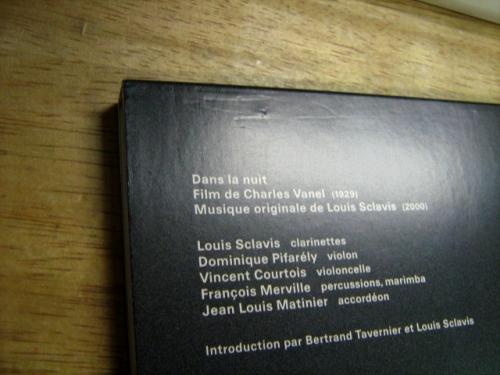 Dans la nuit
Film de Charles Vanel (1929)
Musique originale de Louis Sclavis (2000)
Louis Sclavis clarinettes
Dominique Pifarély violon
Vincent Courtois violoncelle
François Merville percussions, marimba
Jean Louis Matinier accordéon
Introduction par Bertrand Tavernier et Louis Sclavis